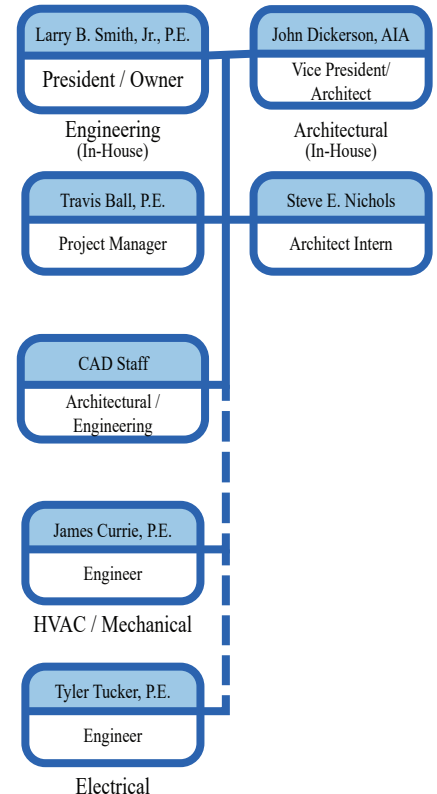 Larry B. Smith, Jr., P.E.
President / Owner
Engineering
(In-House)
John Dickerson, AIA
Vice President/
Architect
Architectural
(In-House)
Travis Ball, P.E.
Project Manager
Steve E. Nichols
Architect Intern
CAD Staff
Architectural /
Engineering
James Currie, P.E.
Engineer
HVAC / Mechanical
Tyler Tucker, P.E.
Engineer
Electrical